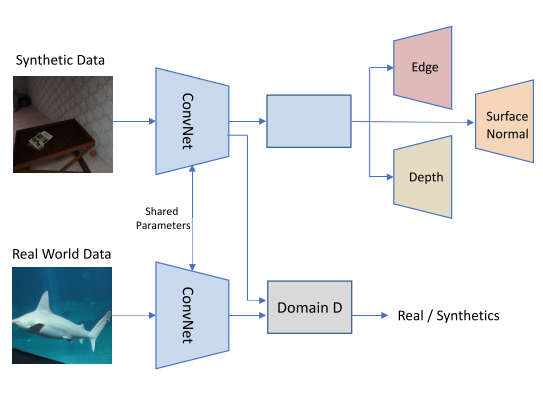 Synthetic Data
ConvNet
Edge
Surface
Normal
Depth
Shared
Parameters
Real World Data
ConvNet
Domain D
Real / Synthetics